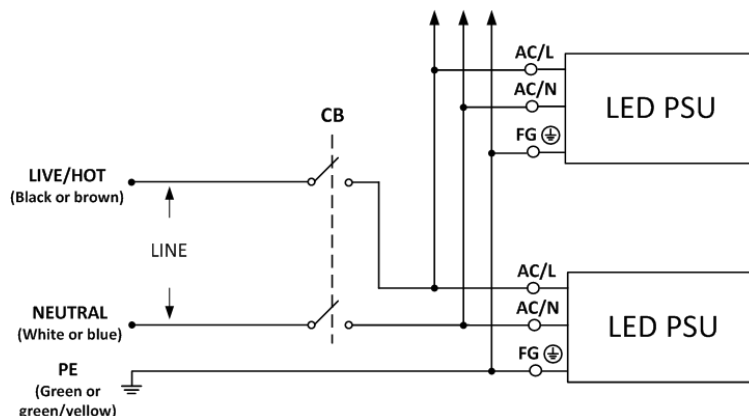 AC/L
AC/N
LED PSU
FG
CB
LIVE/HOT
(Black or brown)
LINE
AC/L
NEUTRAL
(White or blue)
AC/N
LED PSU
PE
FG
(Green or
green/yellow)